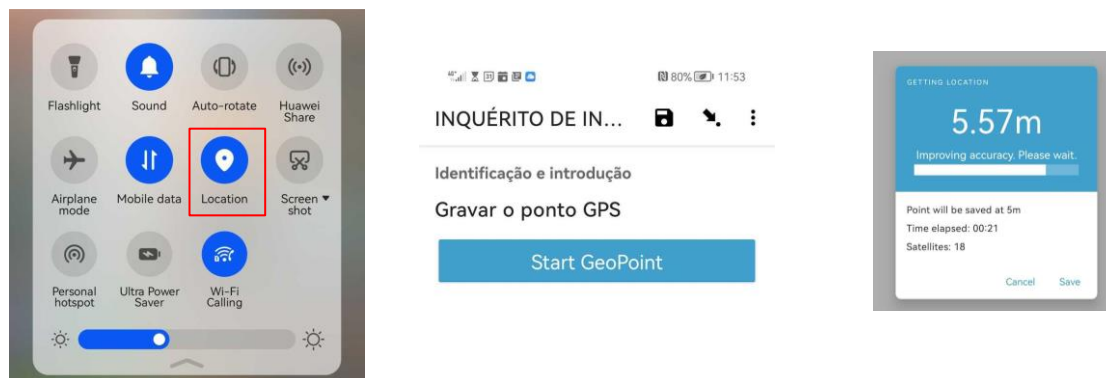 Flashlight
Sound
Auto-rotate
Huawei
Share
Airplane
mode
Mobile data
Location
Screen
shot
Personal
hotspot
Ultra Power
Saver
Wi-Fi
Calling
80% 11:53
INQUÉRITO DE IN...
Identificação e introdução
Gravar o ponto GPS
Start GeoPoint
GETTING LOCATION
5.57m
Improving accuracy. Please wait.
Point will be saved at 5m
Time elapsed: 00:21
Satellites: 18
Cancel Save